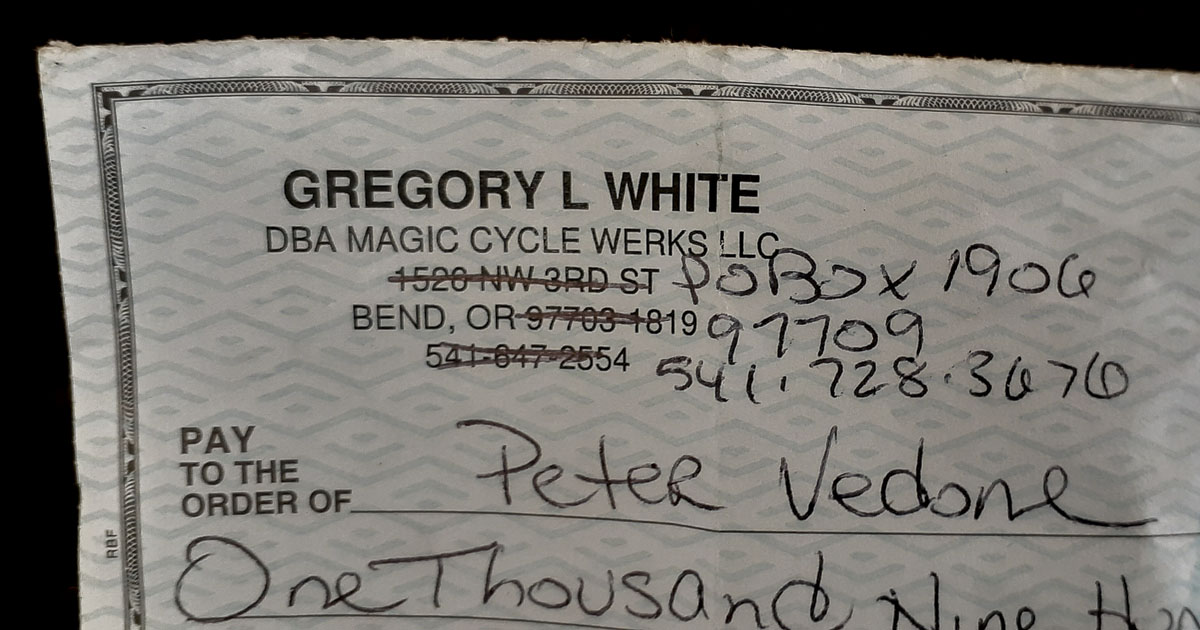 GREGORY L WHITE
DBA MAGIC CYCLE WERKS LLC
1526 NW 3RD ST PO Box 1906
BEND, OR 97703-1819 97709
541-647-2554 541.728.3676
PAY
TO THE
ORDER OF Peter Vedone
RBF
One Thousand Nine